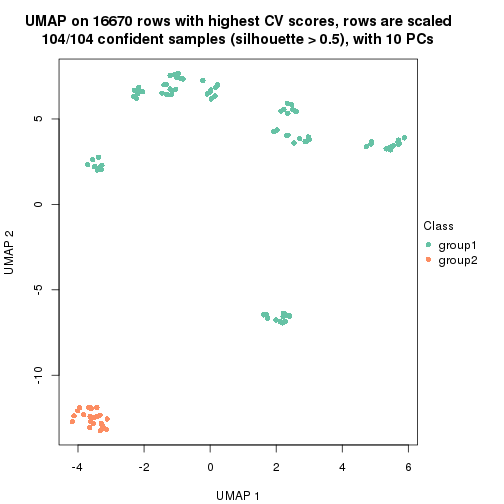 UMAP on 16670 rows with highest CV scores, rows are scaled
104/104 confident samples (silhouette > 0.5), with 10 PCs
UMAP 2
5
0
-5
-10
-4
-2
0
2
4
6
UMAP 1
Class
group1
group2